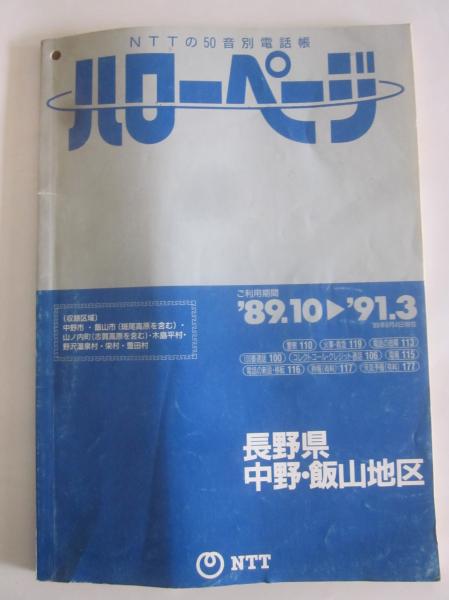 NTTの50音別電話帳
ハローページ
ご利用期間
'89.10▶'91.3
(収録区域)
中野市・飯山市(斑尾高原を含む)・
山ノ内町(志賀高原を含む)・木島平村・
野沢温泉村・栄村・豊田村
警察 110 火事・救急 119 電話の故障 113
100番通話 100 コレクトコール・クレジット通話 106 電報 115
電話の新設・移転 116 時報(有料) 117 天気予報(有料) 177
長野県
中野・飯山地区
NTT